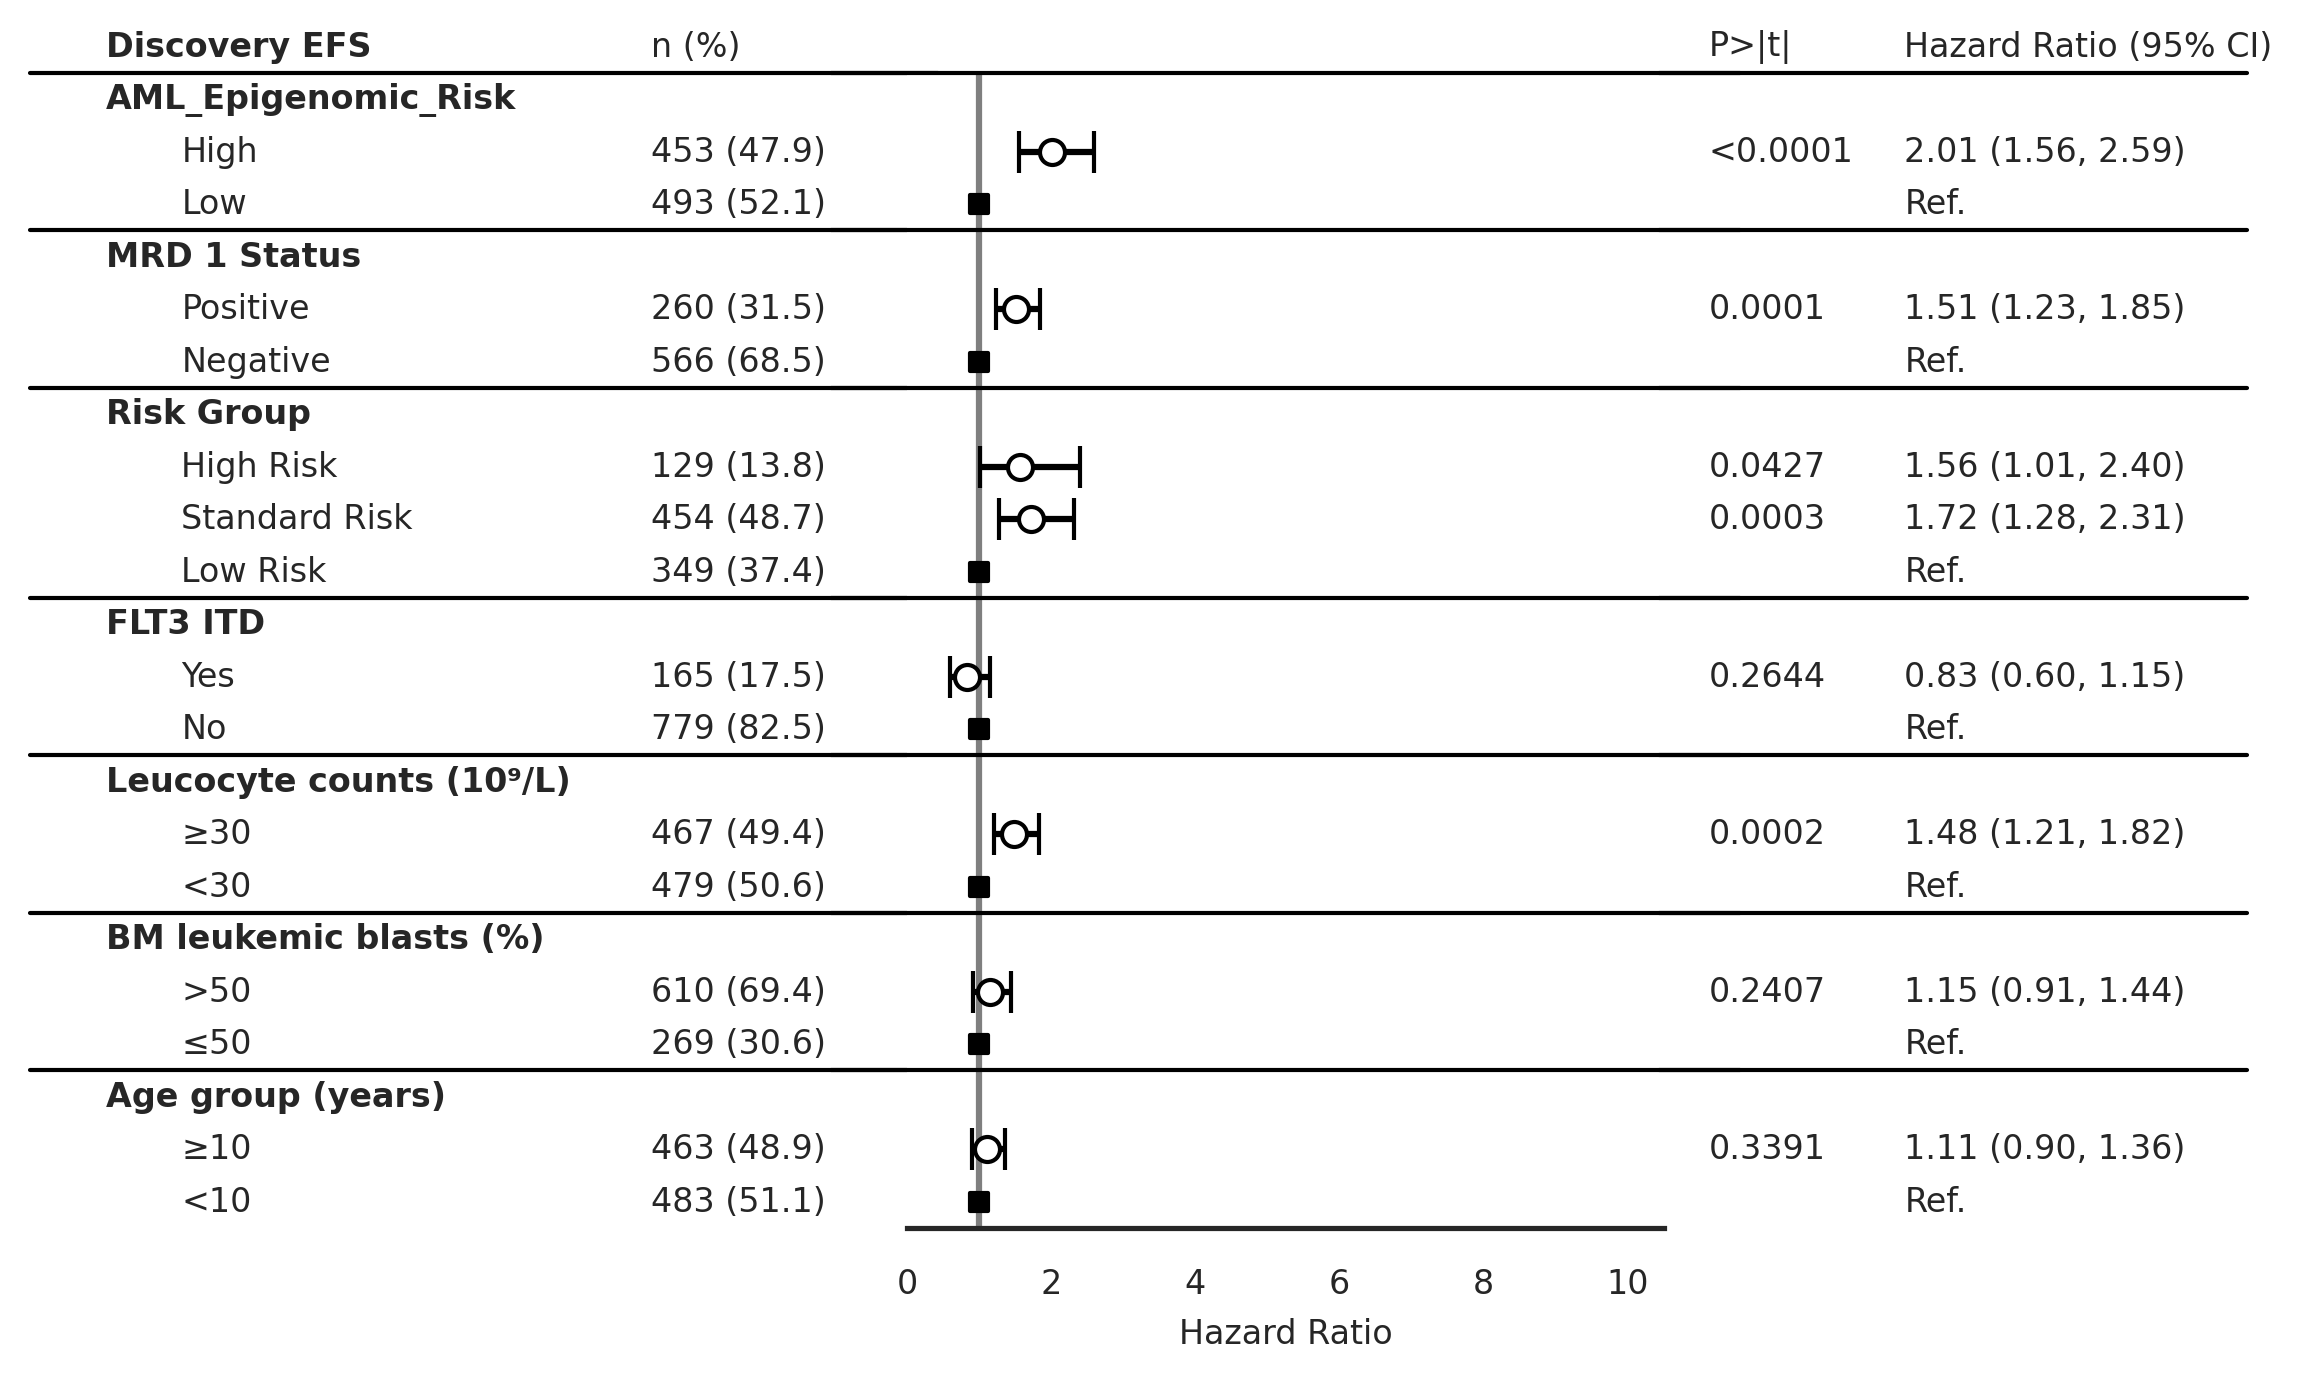 Discovery EFS n (%) P>|t| Hazard Ratio (95% CI)
AML_Epigenomic_Risk
High 453 (47.9) <0.0001 2.01 (1.56, 2.59)
Low 493 (52.1) Ref.
MRD 1 Status
Positive 260 (31.5) 0.0001 1.51 (1.23, 1.85)
Negative 566 (68.5) Ref.
Risk Group
High Risk 129 (13.8) 0.0427 1.56 (1.01, 2.40)
Standard Risk 454 (48.7) 0.0003 1.72 (1.28, 2.31)
Low Risk 349 (37.4) Ref.
FLT3 ITD
Yes 165 (17.5) 0.2644 0.83 (0.60, 1.15)
No 779 (82.5) Ref.
Leucocyte counts (10⁹/L)
≥30 467 (49.4) 0.0002 1.48 (1.21, 1.82)
<30 479 (50.6) Ref.
BM leukemic blasts (%)
>50 610 (69.4) 0.2407 1.15 (0.91, 1.44)
≤50 269 (30.6) Ref.
Age group (years)
≥10 463 (48.9) 0.3391 1.11 (0.90, 1.36)
<10 483 (51.1) Ref.
0 2 4 6 8 10
Hazard Ratio